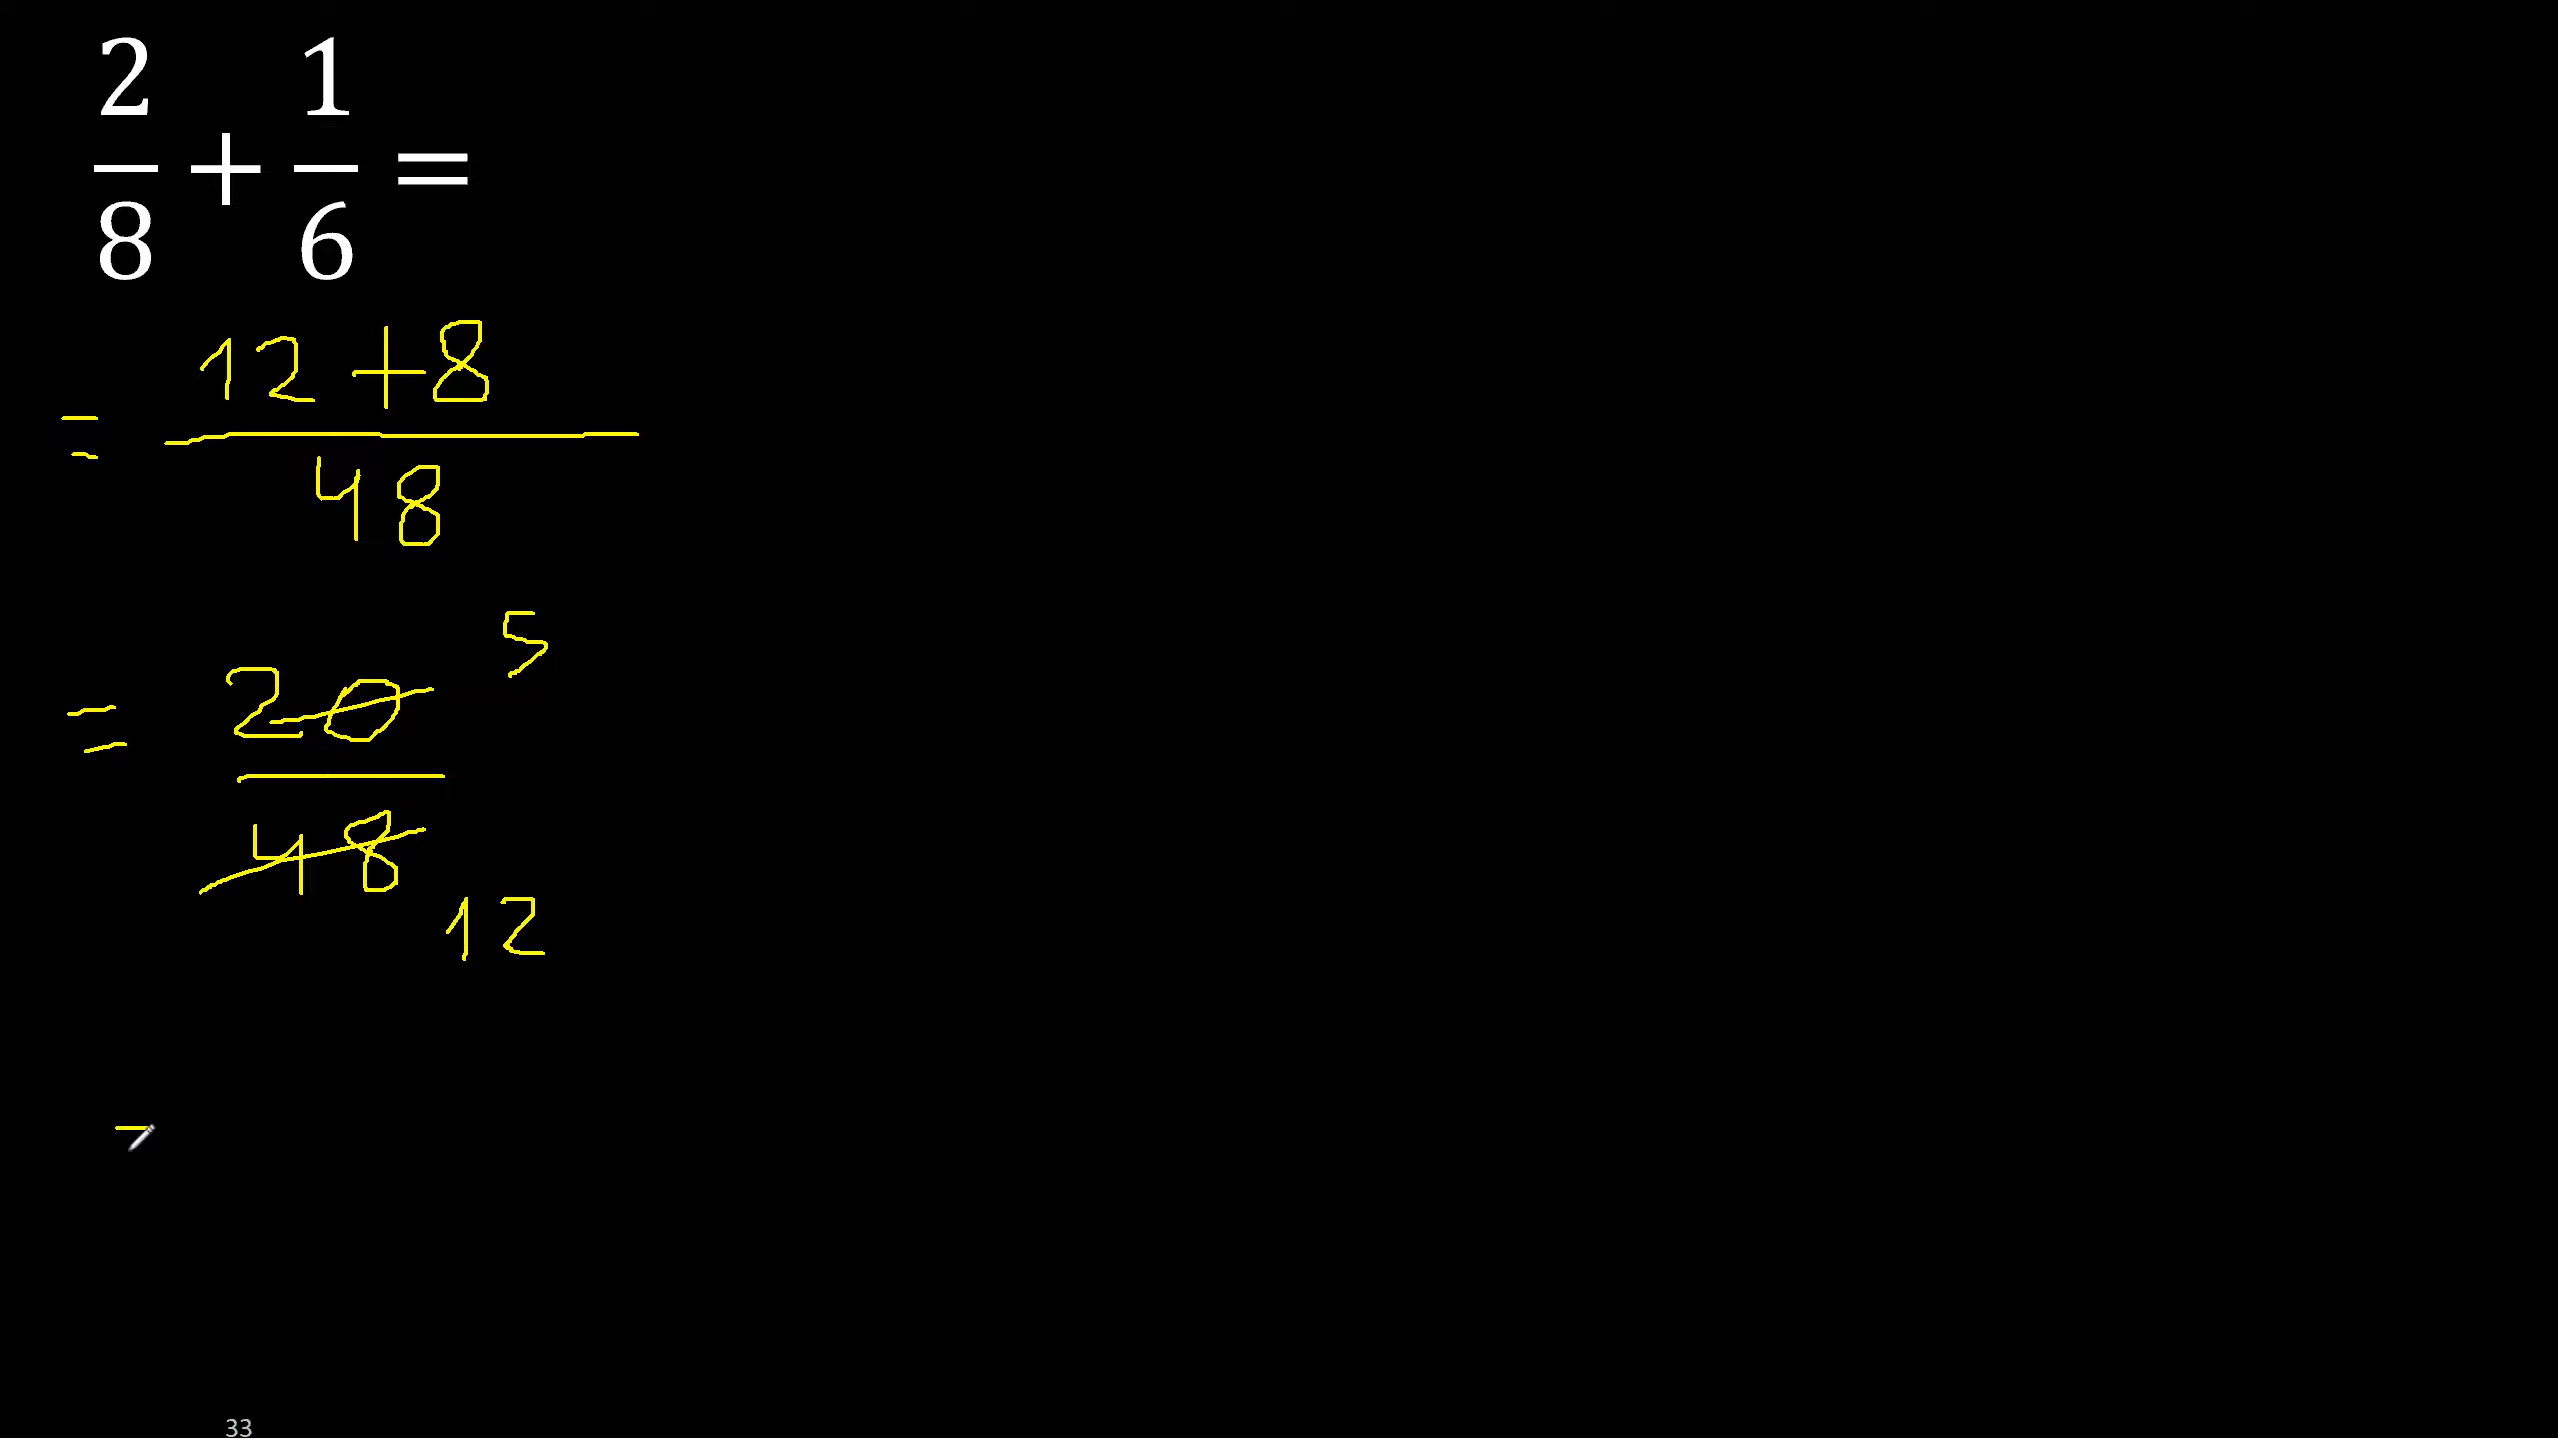 2/8 + 1/6 =
= 12+8/48
= 20/48 5/12
33